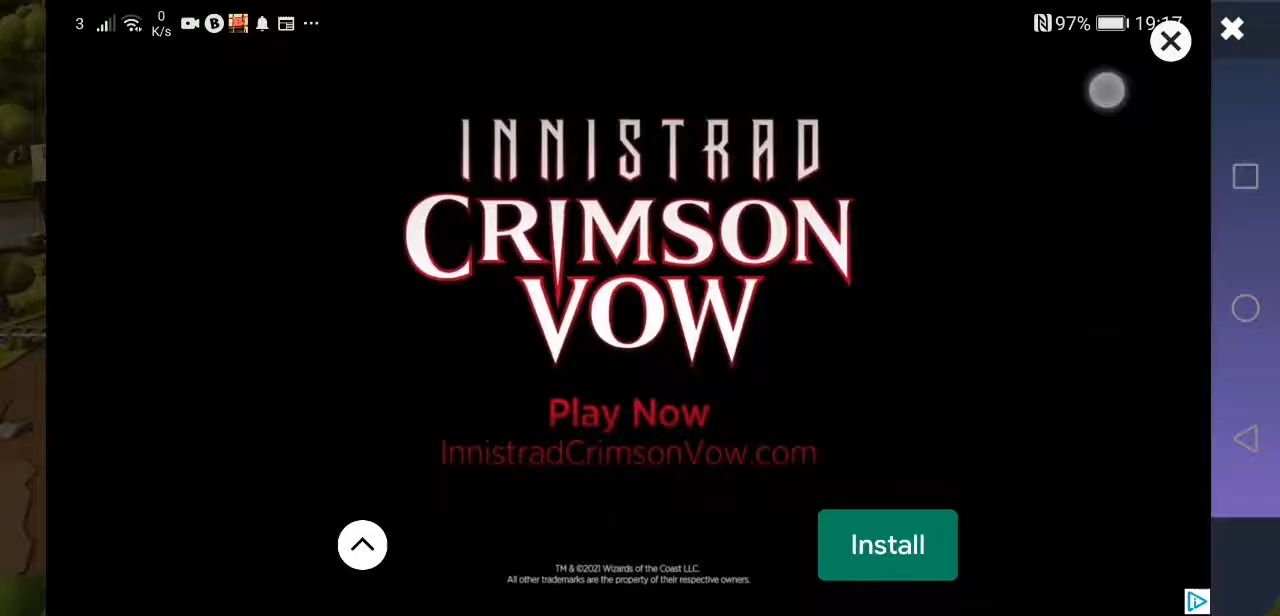 3
0
K/s
B
97%
19:17
INNISTRAD
CRIMSON
VOW
Play Now
InnistradCrimsonVow.com
Install
TM & ©2021 Wizards of the Coast LLC.
All other trademarks are the property of their respective owners.